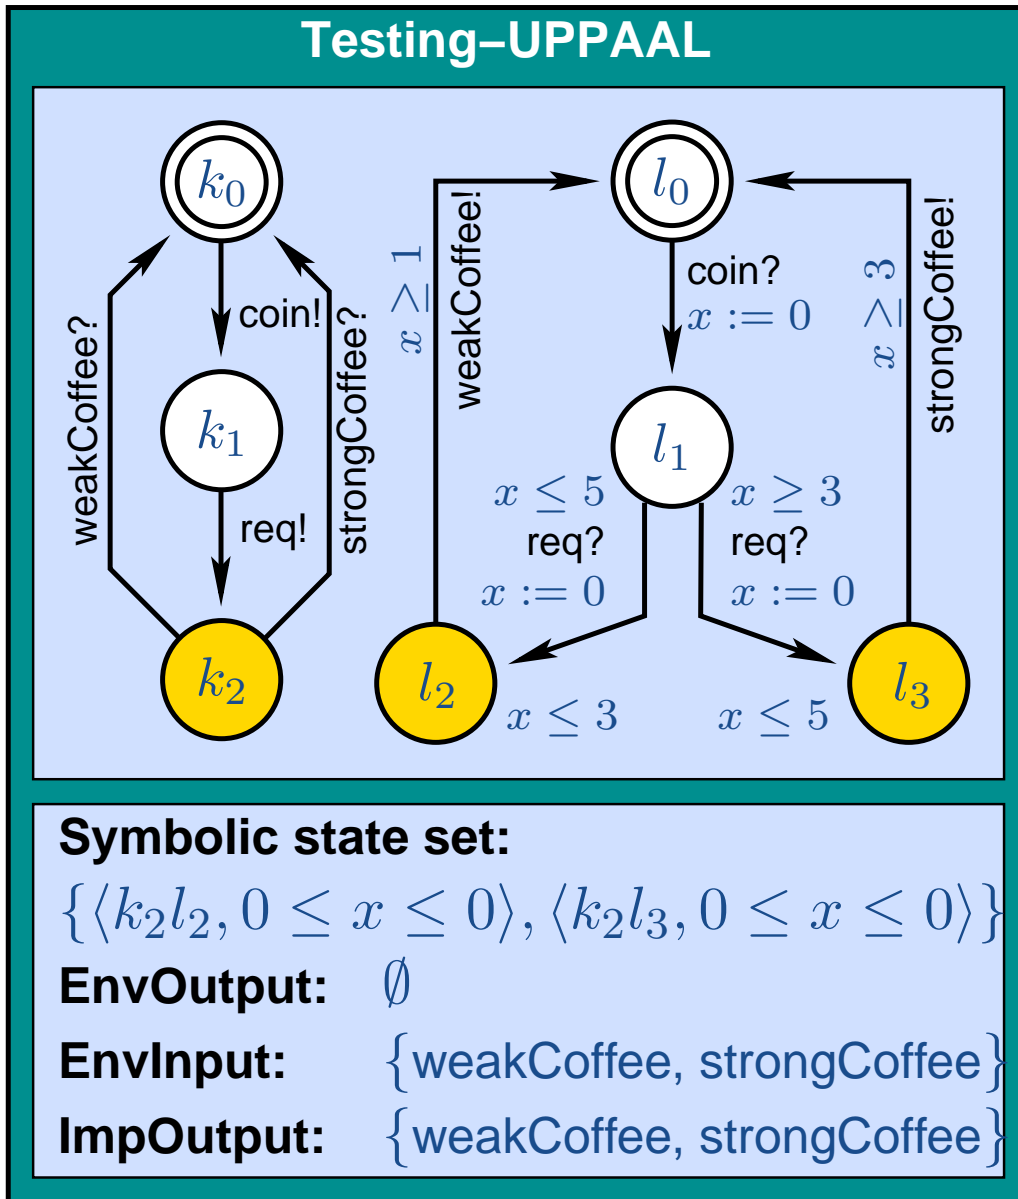 Testing–UPPAAL
k₀
coin!
k₁
req!
k₂
weakCoffee?
strongCoffee?
l₀
coin?
x := 0
l₁
x ≤ 5
req?
x := 0
x ≥ 3
req?
x := 0
x ≥ 1
weakCoffee!
x ≥ 3
strongCoffee!
l₂
x ≤ 3
x ≤ 5
l₃
Symbolic state set:
{⟨k₂l₂, 0 ≤ x ≤ 0⟩, ⟨k₂l₃, 0 ≤ x ≤ 0⟩}
EnvOutput: ∅
EnvInput: {weakCoffee, strongCoffee}
ImpOutput: {weakCoffee, strongCoffee}